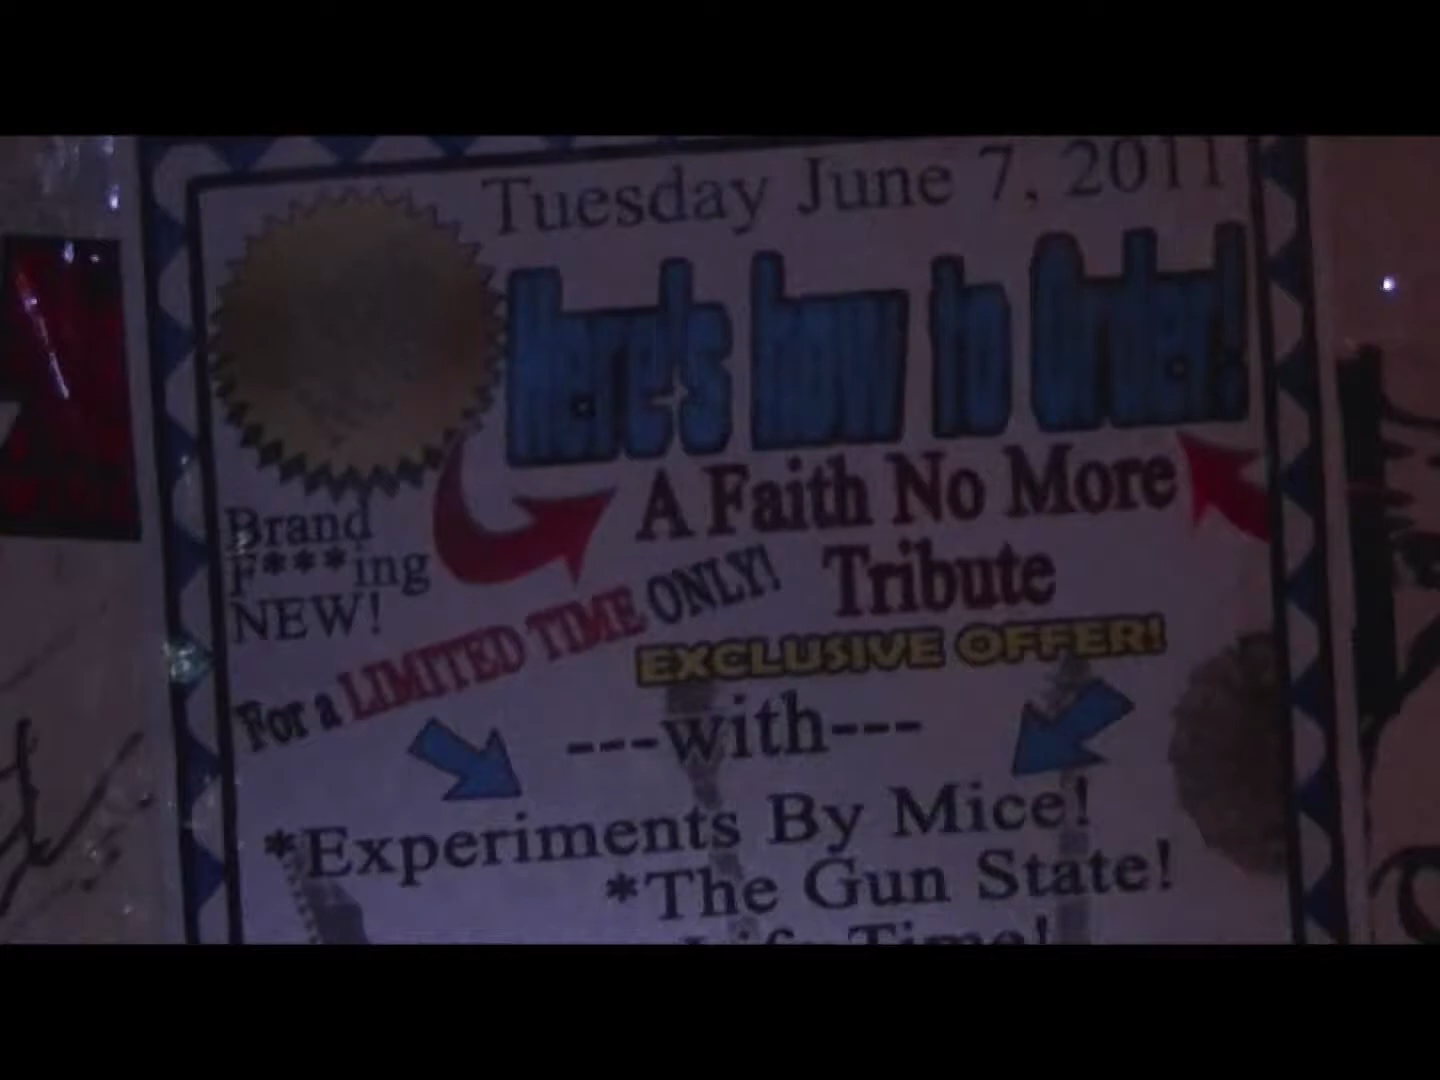 Tuesday June 7, 2011
Here's how to Order!
A Faith No More
Tribute
Brand
F***ing
NEW!
For a LIMITED TIME ONLY!
EXCLUSIVE OFFER!
---with---
*Experiments By Mice!
*The Gun State!
Time!